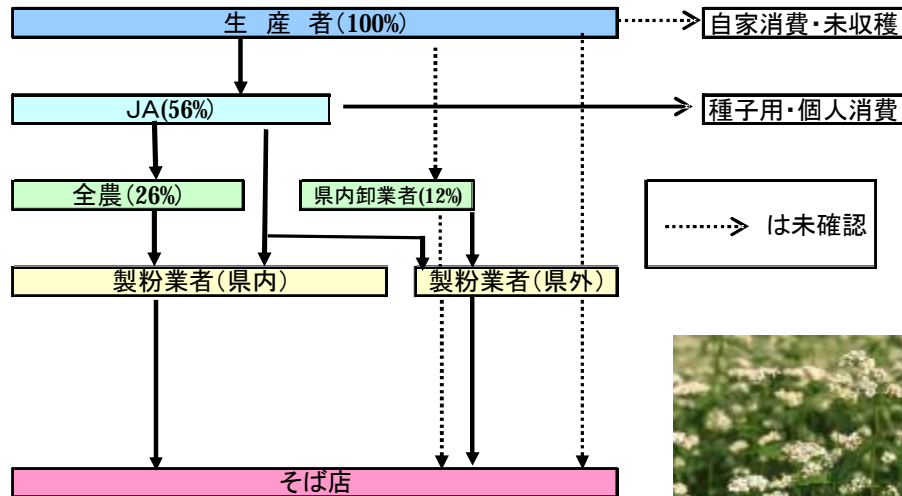 生産者(100%)
自家消費・未収穫
JA(56%)
種子用・個人消費
全農(26%)
県内卸業者(12%)
は未確認
製粉業者(県内)
製粉業者(県外)
そば店